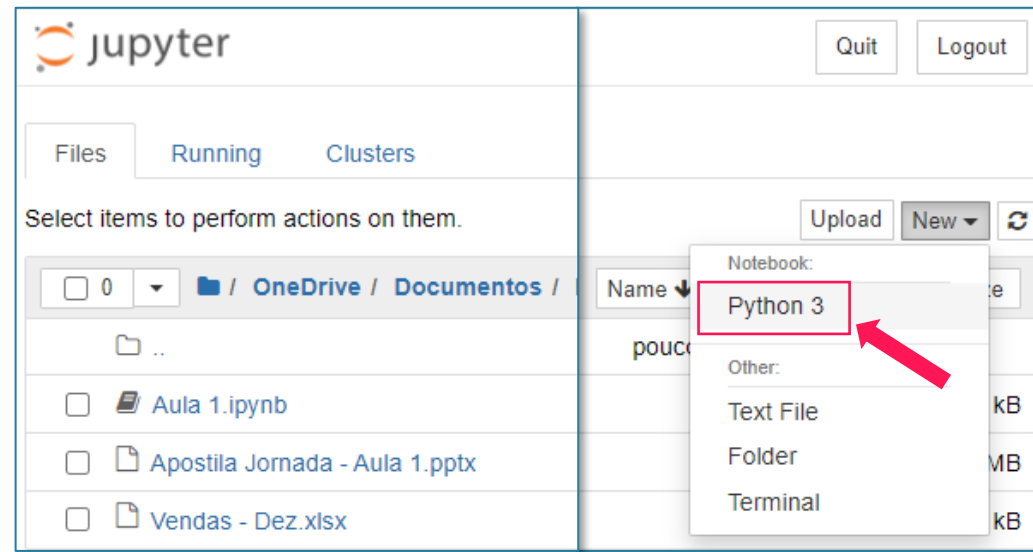 jupyter
Quit Logout
Files Running Clusters
Select items to perform actions on them.
Upload New
0 / OneDrive / Documentos / Name
Notebook:
Python 3
..
Other:
Aula 1.ipynb kB
Text File
Apostila Jornada - Aula 1.pptx MB
Folder
Vendas - Dez.xlsx kB
Terminal